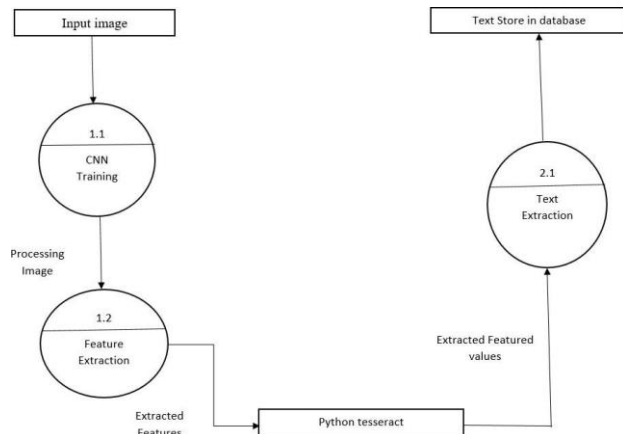 Input image
Text Store in database
1.1
CNN
Training
2.1
Text
Extraction
Processing
Image
1.2
Feature
Extraction
Extracted Featured
values
Extracted
Features
Python tesseract